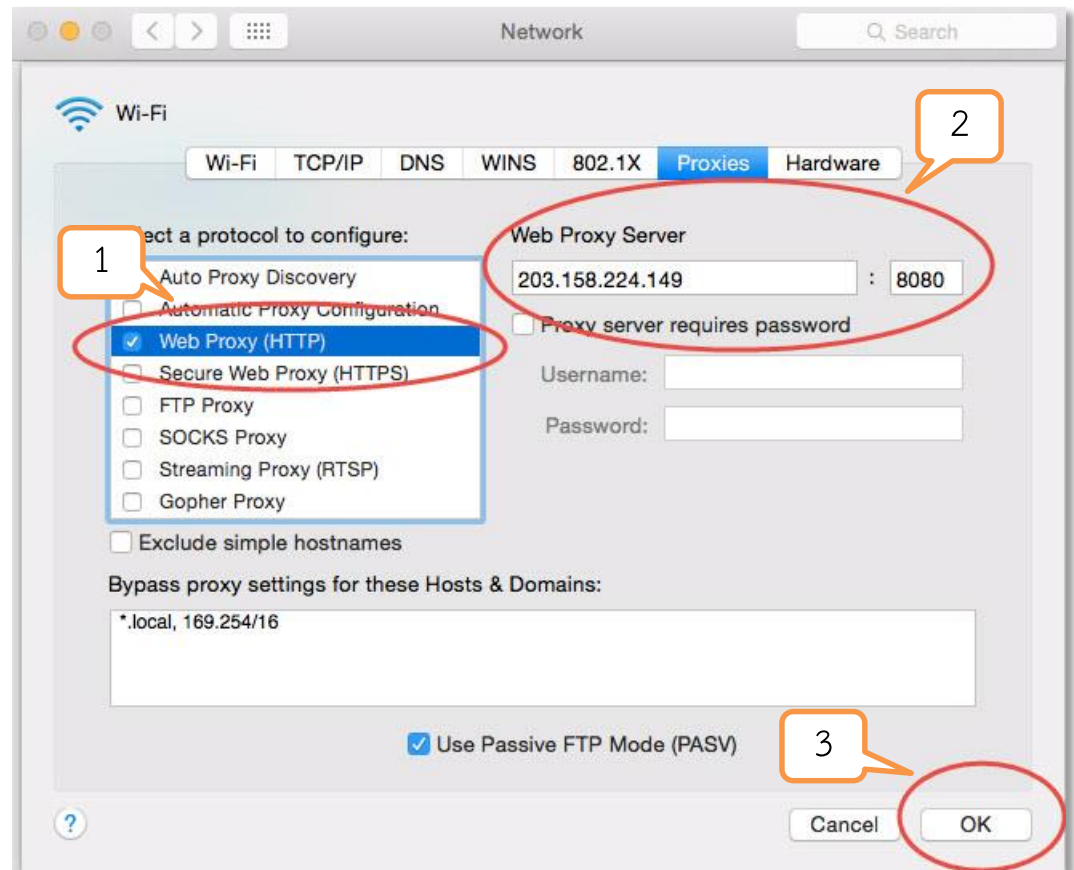 Network
Search
Wi-Fi
2
Wi-Fi TCP/IP DNS WINS 802.1X Proxies Hardware
ect a protocol to configure:
1
Auto Proxy Discovery
Automatic Proxy Configuration
Web Proxy (HTTP)
Secure Web Proxy (HTTPS)
FTP Proxy
SOCKS Proxy
Streaming Proxy (RTSP)
Gopher Proxy
Web Proxy Server
203.158.224.149 : 8080
Proxy server requires password
Username:
Password:
Exclude simple hostnames
Bypass proxy settings for these Hosts & Domains:
*.local, 169.254/16
Use Passive FTP Mode (PASV)
3
?
Cancel OK